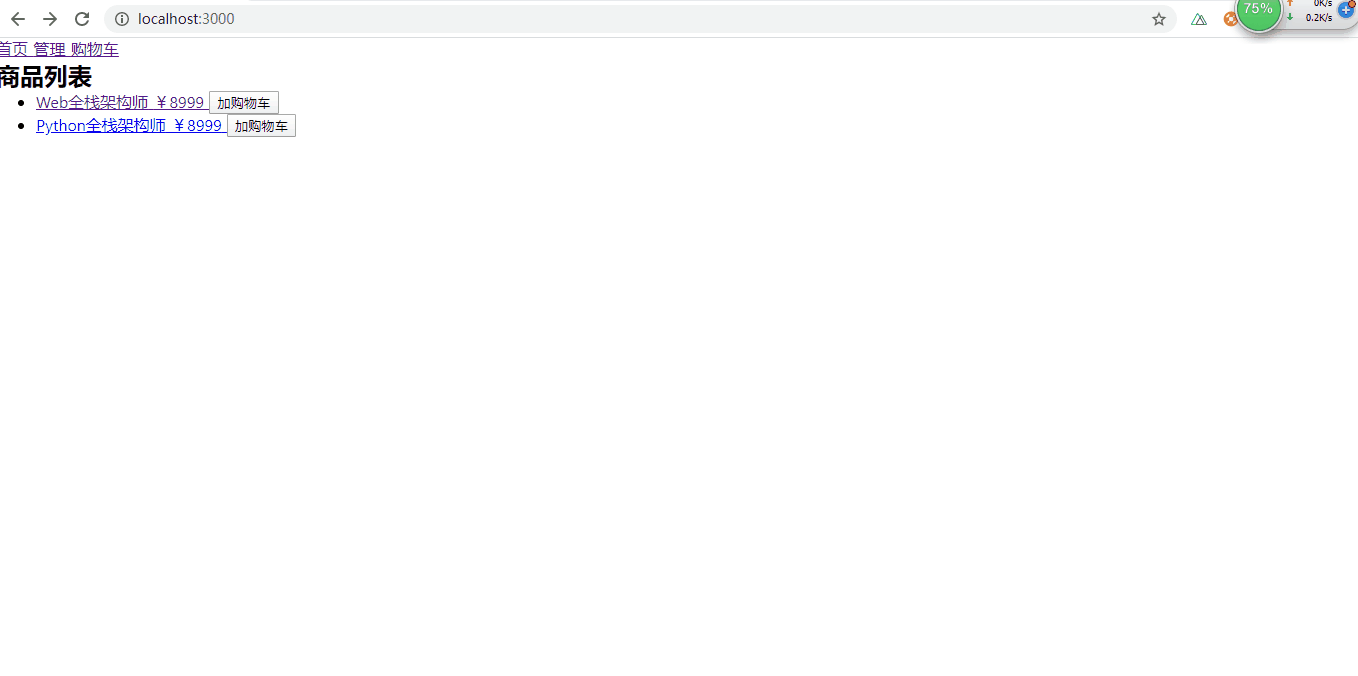 localhost:3000
75%
0K/s
0.2K/s
首页 管理 购物车
商品列表
Web全栈架构师 ￥8999 加购物车
Python全栈架构师 ￥8999 加购物车